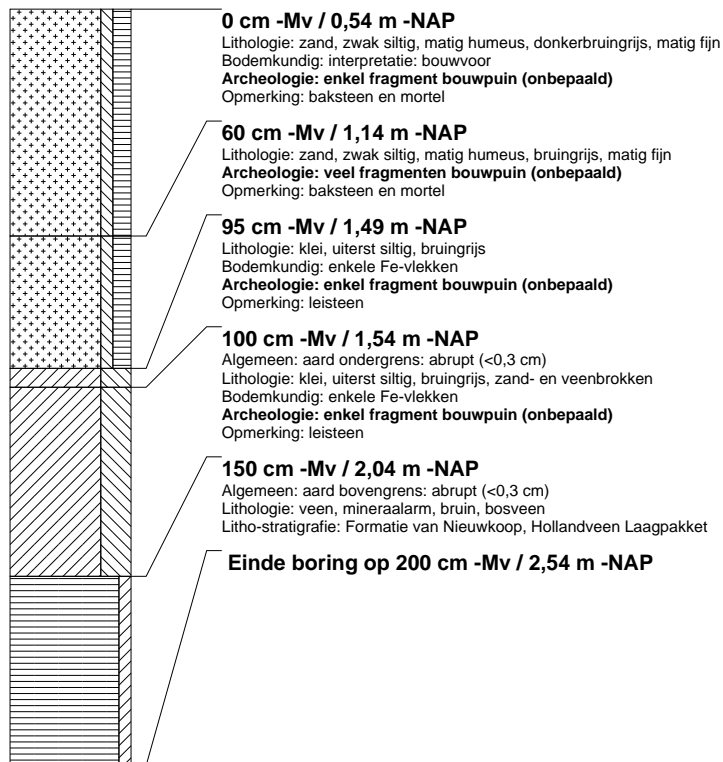 0 cm -Mv / 0,54 m -NAP
Lithologie: zand, zwak siltig, matig humeus, donkerbruingrijs, matig fijn
Bodemkundig: interpretatie: bouwvoor
Archeologie: enkel fragment bouwpuin (onbepaald)
Opmerking: baksteen en mortel
60 cm -Mv / 1,14 m -NAP
Lithologie: zand, zwak siltig, matig humeus, bruingrijs, matig fijn
Archeologie: veel fragmenten bouwpuin (onbepaald)
Opmerking: baksteen en mortel
95 cm -Mv / 1,49 m -NAP
Lithologie: klei, uiterst siltig, bruingrijs
Bodemkundig: enkele Fe-vlekken
Archeologie: enkel fragment bouwpuin (onbepaald)
Opmerking: leisteen
100 cm -Mv / 1,54 m -NAP
Algemeen: aard ondergrens: abrupt (<0,3 cm)
Lithologie: klei, uiterst siltig, bruingrijs, zand- en veenbrokken
Bodemkundig: enkele Fe-vlekken
Archeologie: enkel fragment bouwpuin (onbepaald)
Opmerking: leisteen
150 cm -Mv / 2,04 m -NAP
Algemeen: aard bovengrens: abrupt (<0,3 cm)
Lithologie: veen, mineraalarm, bruin, bosveen
Litho-stratigrafie: Formatie van Nieuwkoop, Hollandveen Laagpakket
Einde boring op 200 cm -Mv / 2,54 m -NAP